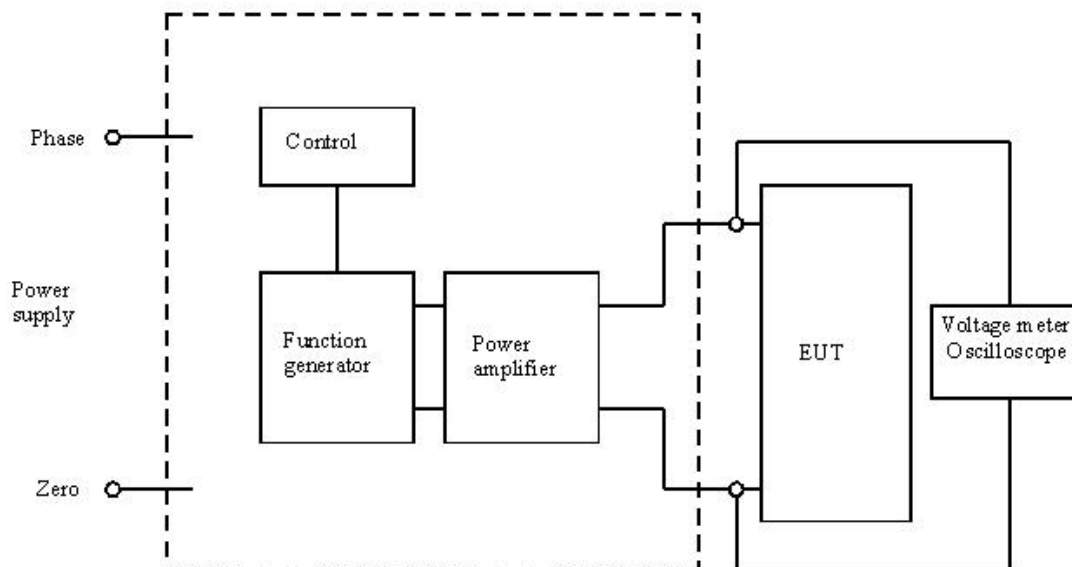 Phase
Control
Power
supply
Function
generator
Power
amplifier
EUT
Voltage meter
Oscilloscope
Zero